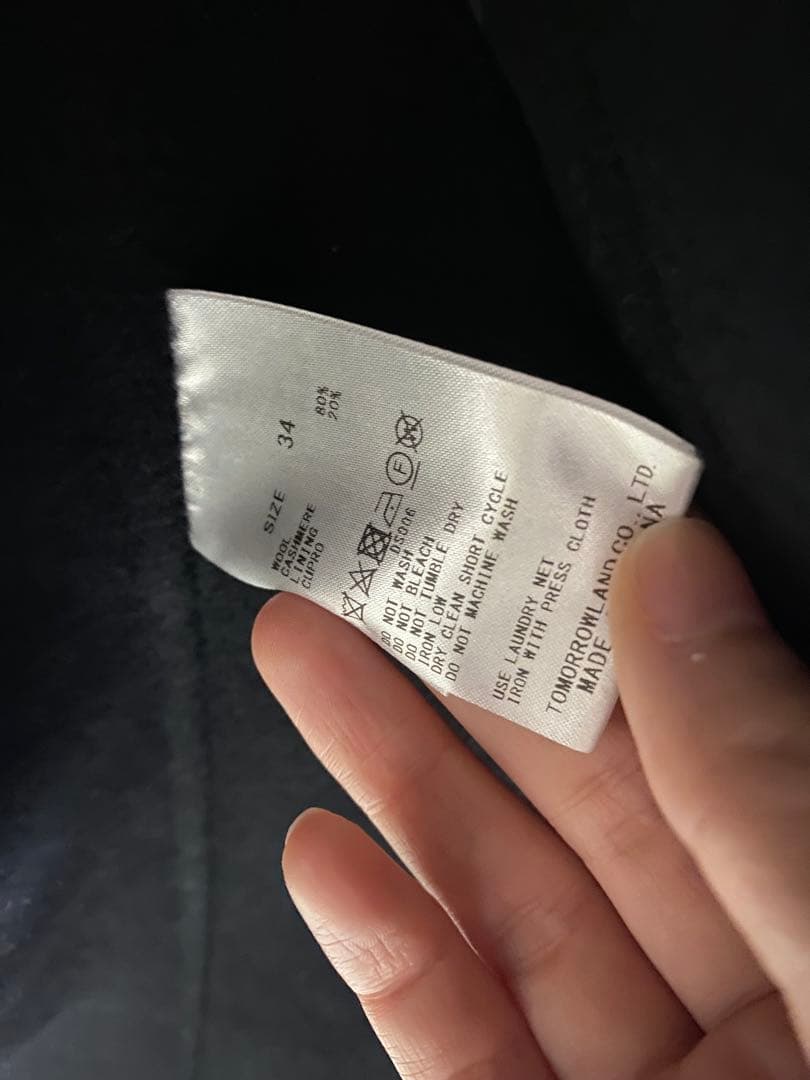 SIZE 34
WOOL 80%
CASHMERE 20%
LINING
CUPRO
DS006
DO NOT WASH
DO NOT BLEACH
DO NOT TUMBLE DRY
IRON LOW
DRY CLEAN SHORT CYCLE
DO NOT MACHINE WASH
USE LAUNDRY NET
IRON WITH PRESS CLOTH
TOMORROWLAND CO., LTD.
MADE